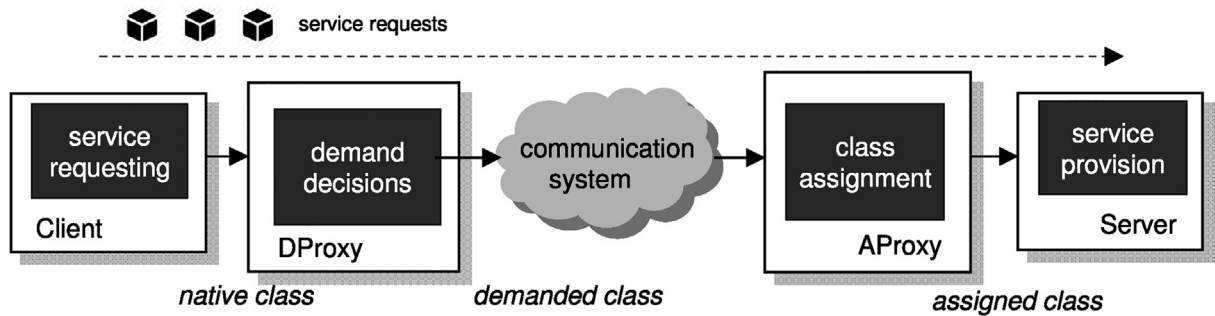 service requests
service
requesting
Client
demand
decisions
DProxy
communication
system
class
assignment
AProxy
service
provision
Server
native class
demanded class
assigned class